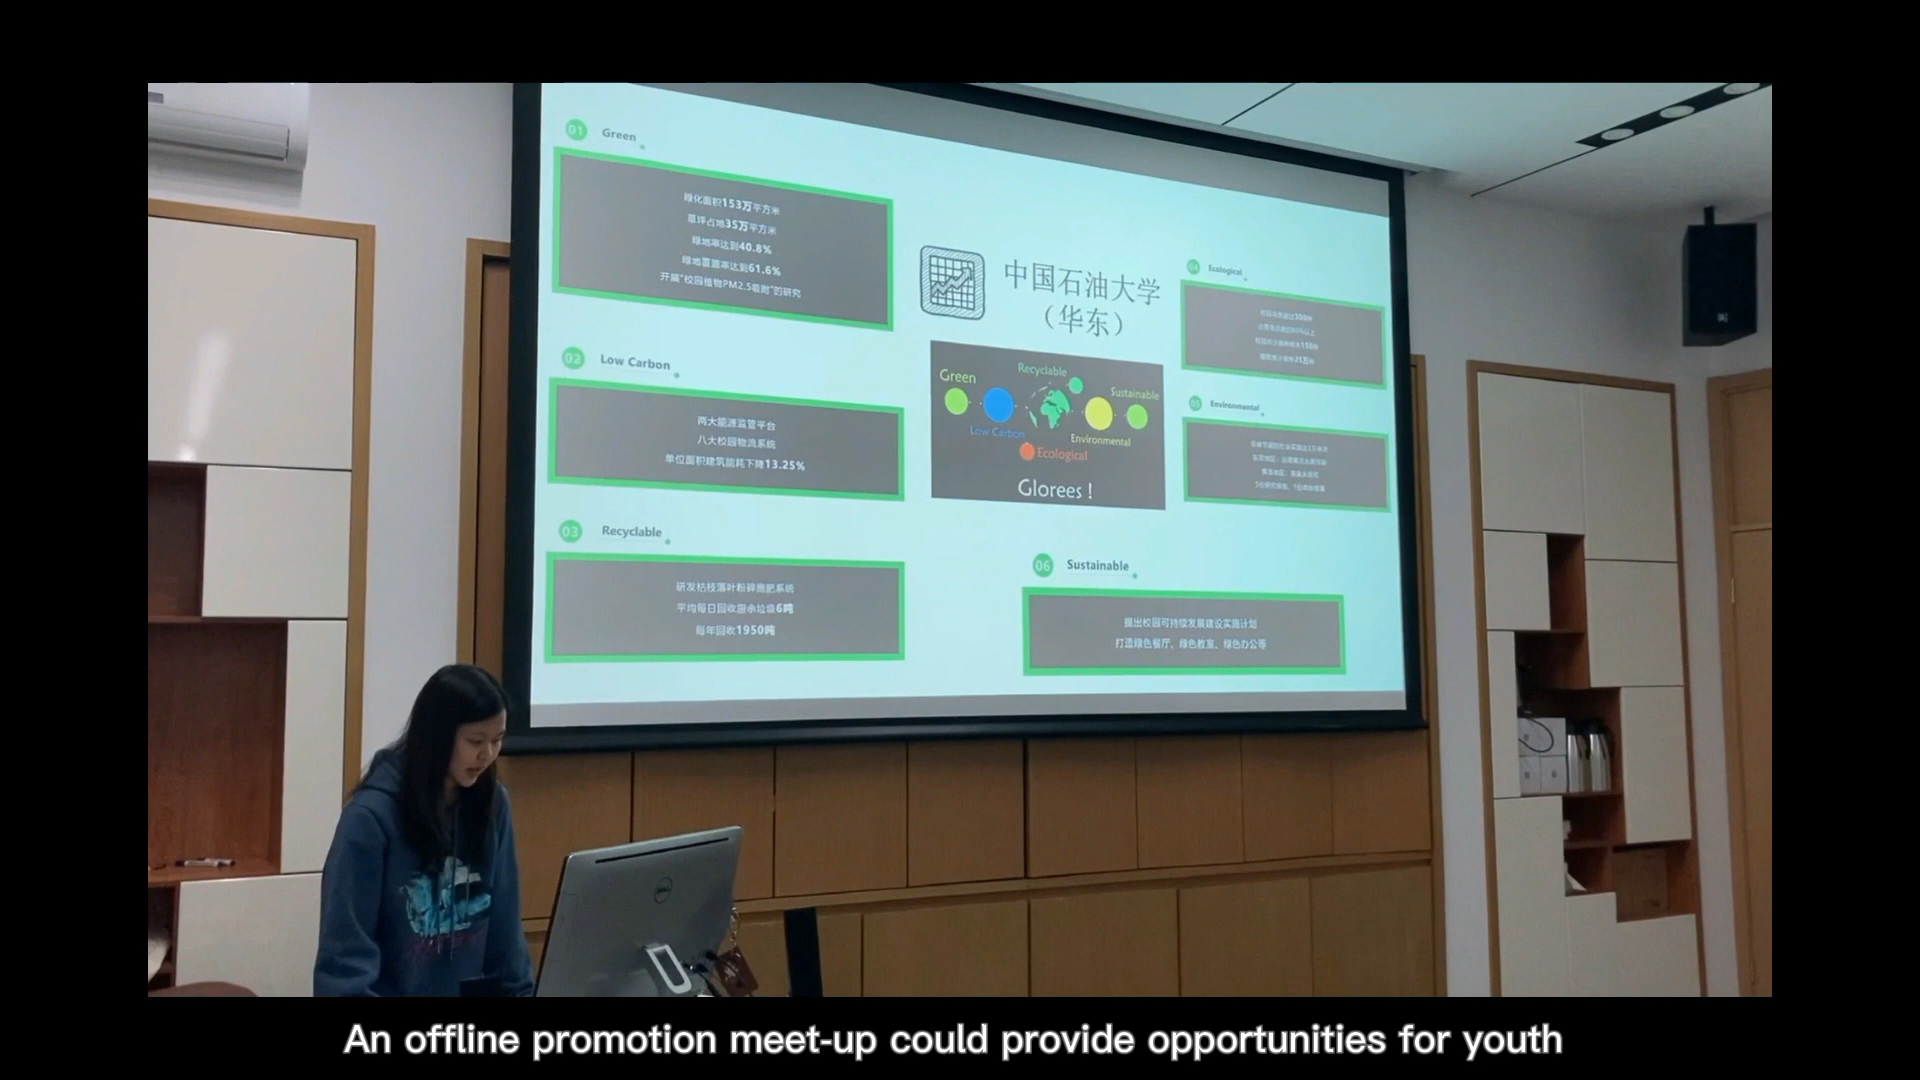 01 Green
绿化面积153万平方米
草坪占地35万平方米
绿地率达到40.8%
绿地覆盖率达到61.6%
开展“校园植物PM2.5吸附”的研究
02 Low Carbon
两大能源监管平台
八大校园物流系统
单位面积建筑能耗下降13.25%
03 Recyclable
研发枯枝落叶粉碎施肥系统
平均每日回收厨余垃圾6吨
每年回收1950吨
中国石油大学
（华东）
Green
Recyclable
Sustainable
Low Carbon
Environmental
Ecological
Glorees !
04 Ecological
05 Environmental
06 Sustainable
提出校园可持续发展建设实施计划
打造绿色餐厅、绿色教室、绿色办公等
DELL
An offline promotion meet-up could provide opportunities for youth